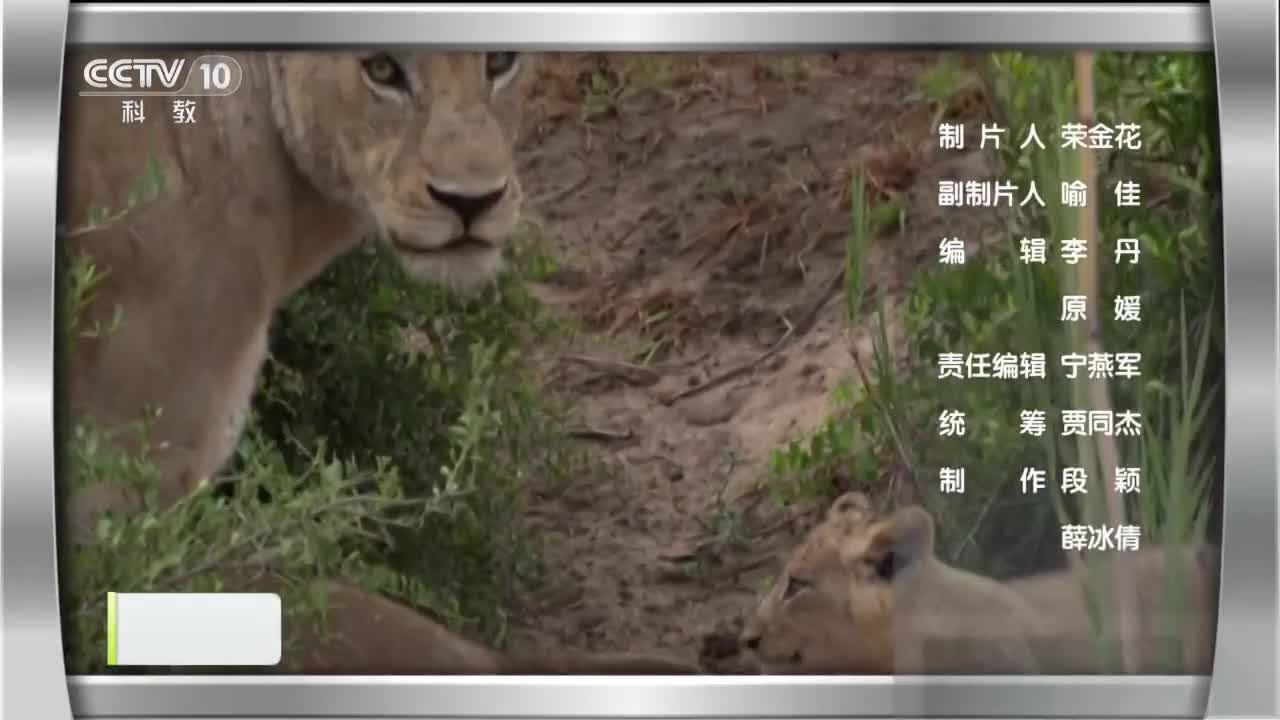 CCTV 10
科 教
制 片 人 荣金花
副制片人 喻 佳
编 辑 李 丹
原 媛
责任编辑 宁燕军
统 筹 贾同杰
制 作 段 颖
薛冰倩